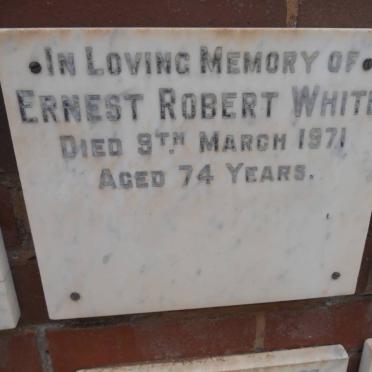 In Loving Memory of
Ernest Robert White
Died 9th. March 1971
Aged 74 Years.